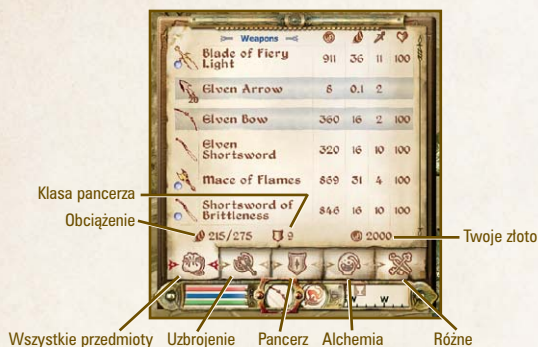 Weapons
Blade of Fiery
Light 911 36 11 100
Elven Arrow 8 0.1 2
20
Elven Bow 360 16 2 100
Elven
Shortsword 320 16 10 100
Mace of Flames 869 31 4 100
Shortsword of
Brittleness 846 16 10 100
Klasa pancerza
Obciążenie
215/275 9 2000
Twoje złoto
W W
Wszystkie przedmioty Uzbrojenie Pancerz Alchemia Różne